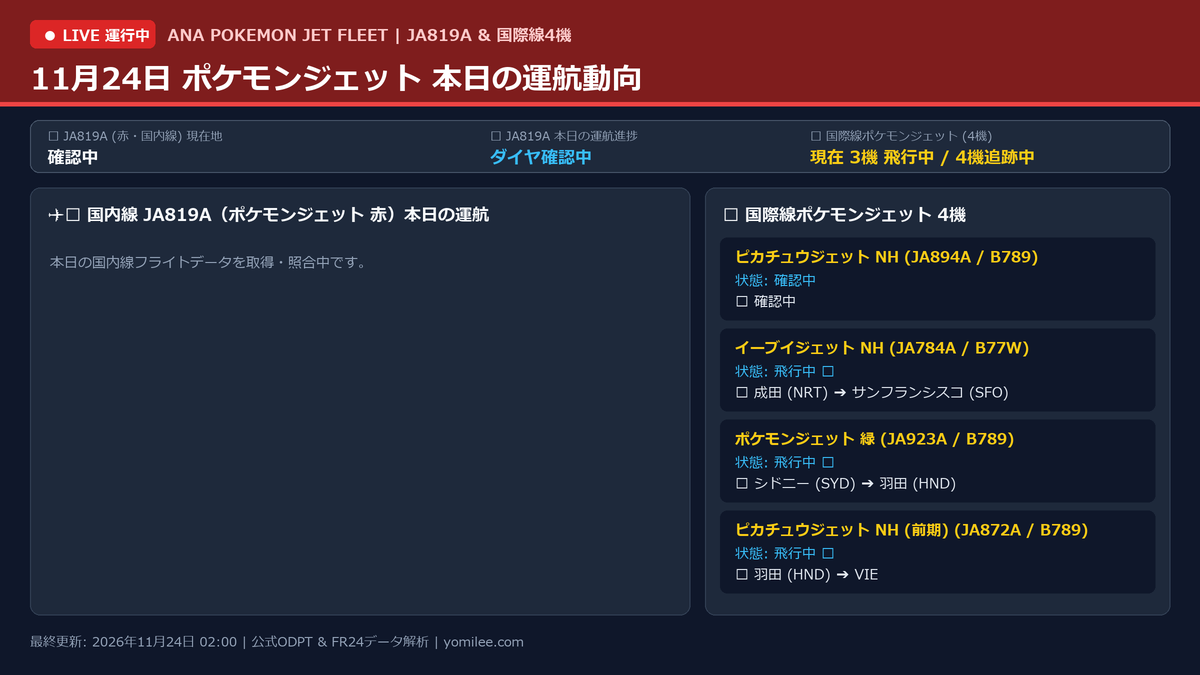 ● LIVE 運行中 ANA POKEMON JET FLEET | JA819A & 国際線4機
11月24日 ポケモンジェット 本日の運航動向
□ JA819A (赤・国内線) 現在地
確認中
□ JA819A 本日の運航進捗
ダイヤ確認中
□ 国際線ポケモンジェット (4機)
現在 3機 飛行中 / 4機追跡中
✈□ 国内線 JA819A（ポケモンジェット 赤）本日の運航
本日の国内線フライトデータを取得・照合中です。
□ 国際線ポケモンジェット 4機
ピカチュウジェット NH (JA894A / B789)
状態: 確認中
□ 確認中
イーブイジェット NH (JA784A / B77W)
状態: 飛行中 □
□ 成田 (NRT) ➔ サンフランシスコ (SFO)
ポケモンジェット 緑 (JA923A / B789)
状態: 飛行中 □
□ シドニー (SYD) ➔ 羽田 (HND)
ピカチュウジェット NH (前期) (JA872A / B789)
状態: 飛行中 □
□ 羽田 (HND) ➔ VIE
最終更新: 2026年11月24日 02:00 | 公式ODPT & FR24データ解析 | yomilee.com